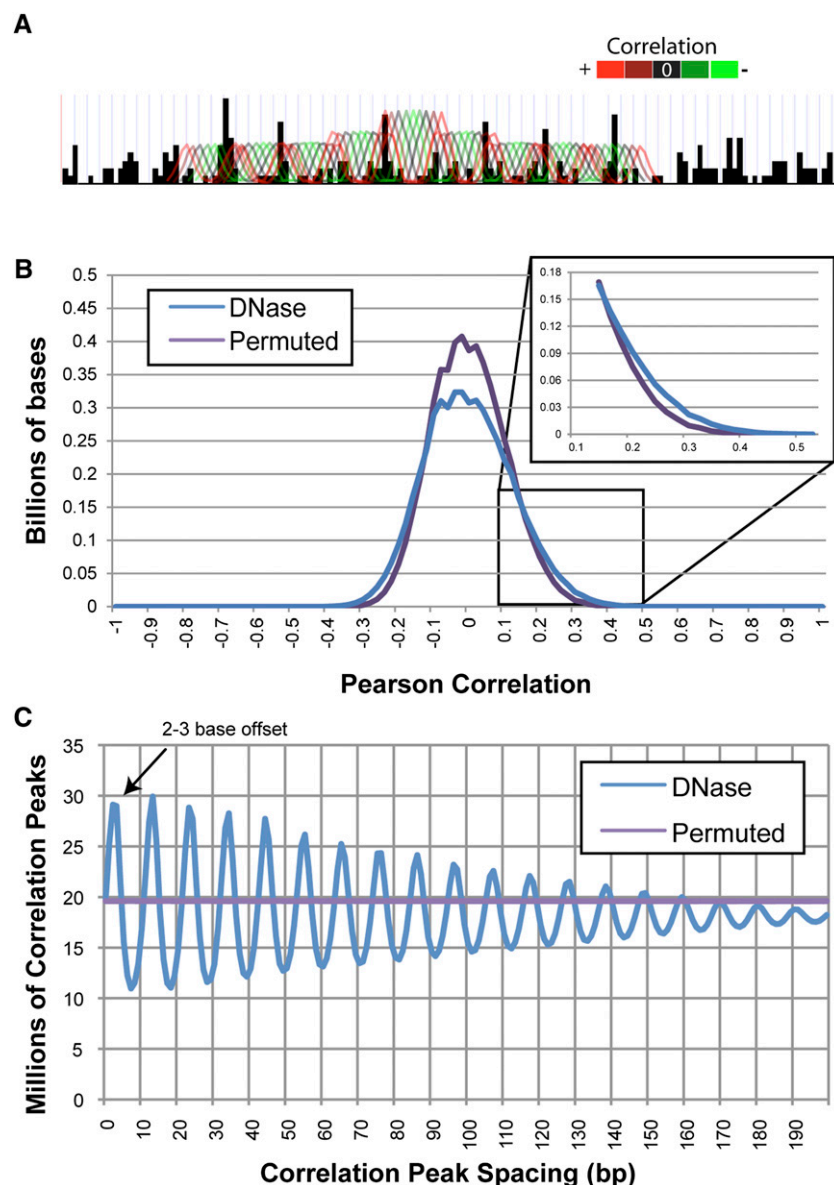 A
Correlation
+ 0 -
B
0.5
0.45
0.4
0.35
0.3
0.25
0.2
0.15
0.1
0.05
0
Billions of bases
DNase
Permuted
0.18
0.15
0.12
0.09
0.06
0.03
0
0.1 0.2 0.3 0.4 0.5
-1 -0.9 -0.8 -0.7 -0.6 -0.5 -0.4 -0.3 -0.2 -0.1 0 0.1 0.2 0.3 0.4 0.5 0.6 0.7 0.8 0.9 1
Pearson Correlation
C
2-3 base offset
35
30
25
20
15
10
5
0
Millions of Correlation Peaks
DNase
Permuted
0 10 20 30 40 50 60 70 80 90 100 110 120 130 140 150 160 170 180 190
Correlation Peak Spacing (bp)